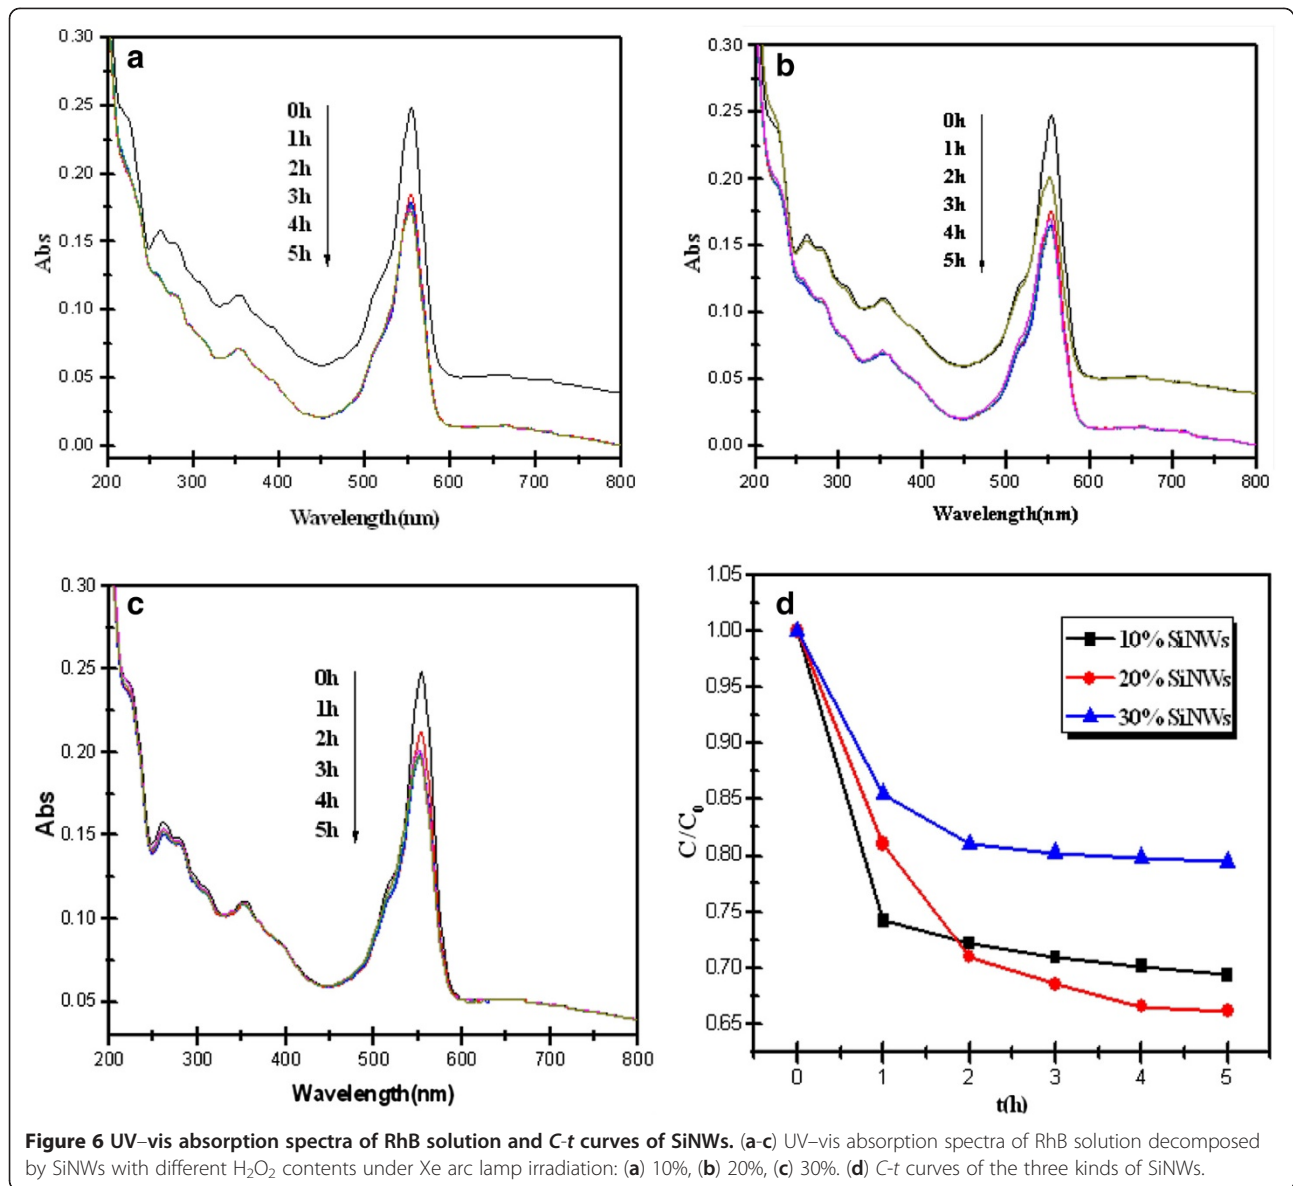 a
0.30
0.25
0.20
0.15
0.10
0.05
0.00
Abs
0h
1h
2h
3h
4h
5h
200 300 400 500 600 700 800
Wavelength(nm)
b
0.30
0.25
0.20
0.15
0.10
0.05
0.00
Abs
0h
1h
2h
3h
4h
5h
200 300 400 500 600 700 800
Wavelength(nm)
c
0.30
0.25
0.20
0.15
0.10
0.05
Abs
0h
1h
2h
3h
4h
5h
200 300 400 500 600 700 800
Wavelength(nm)
d
1.05
1.00
0.95
0.90
0.85
0.80
0.75
0.70
0.65
C/C₀
10% SiNWs
20% SiNWs
30% SiNWs
0 1 2 3 4 5
t(h)
Figure 6 UV–vis absorption spectra of RhB solution and C-t curves of SiNWs. (a-c) UV–vis absorption spectra of RhB solution decomposed
by SiNWs with different H₂O₂ contents under Xe arc lamp irradiation: (a) 10%, (b) 20%, (c) 30%. (d) C-t curves of the three kinds of SiNWs.